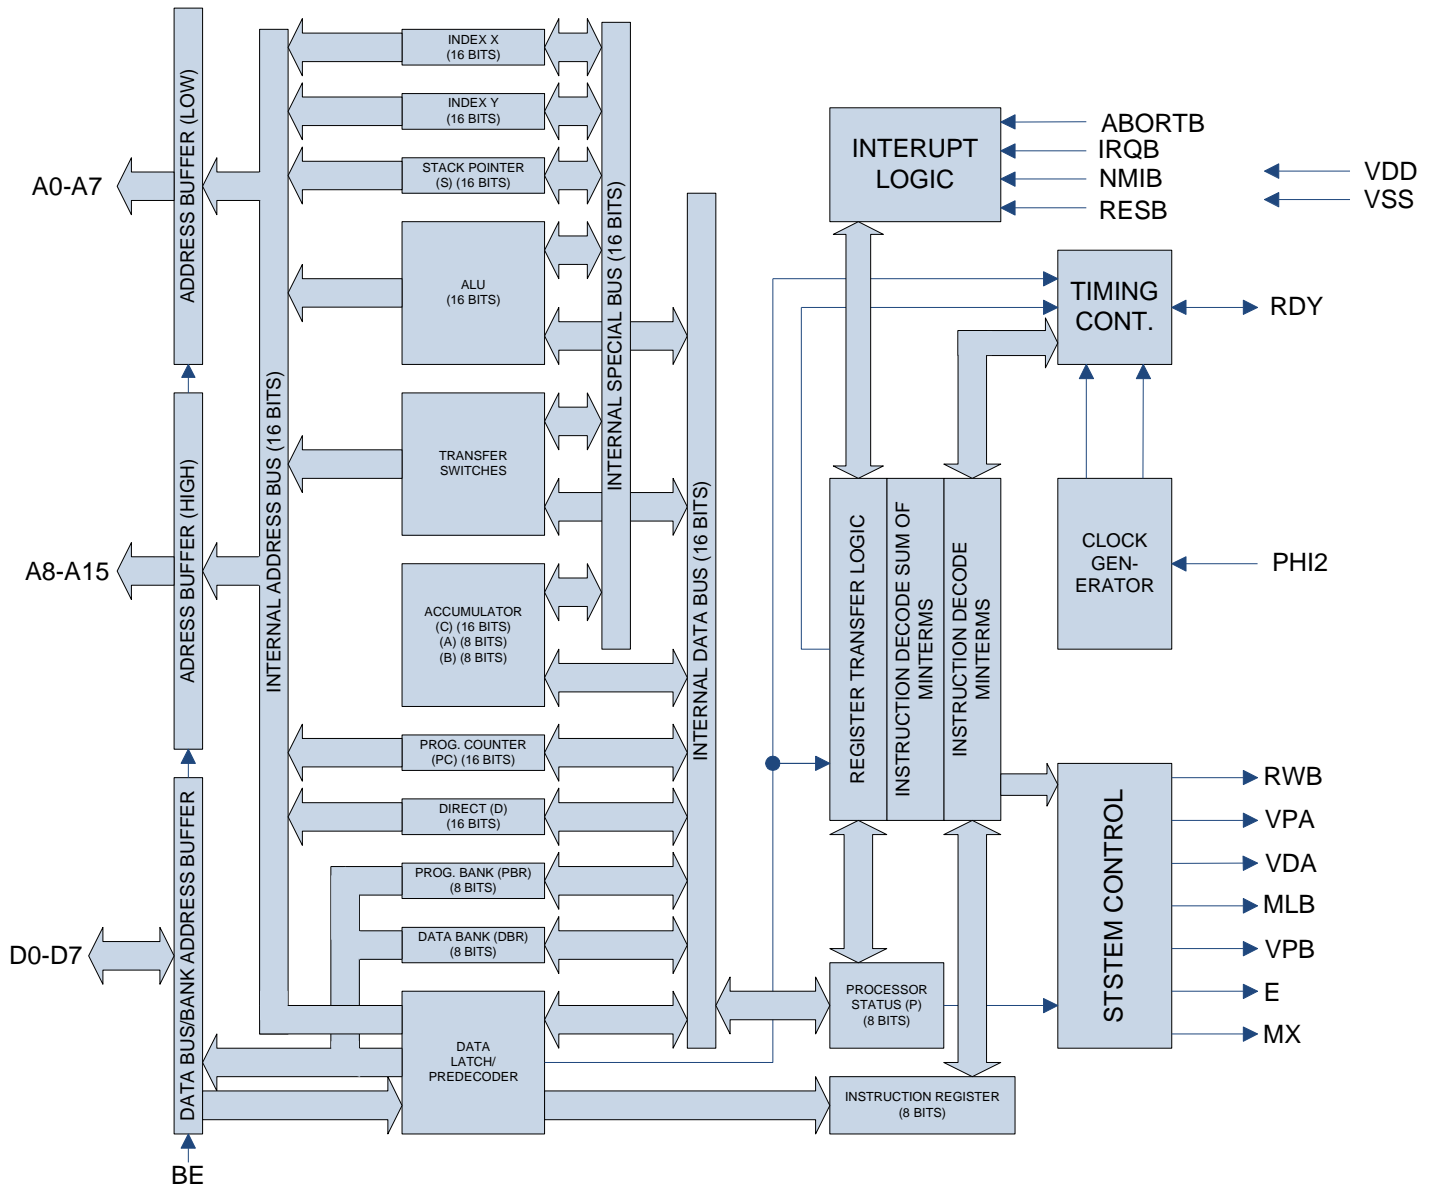 A0-A7
A8-A15
D0-D7
BE
ADDRESS BUFFER (LOW)
ADRESS BUFFER (HIGH)
DATA BUS/BANK ADDRESS BUFFER
INTERNAL ADDRESS BUS (16 BITS)
INDEX X
(16 BITS)
INDEX Y
(16 BITS)
STACK POINTER
(S) (16 BITS)
ALU
(16 BITS)
TRANSFER
SWITCHES
ACCUMULATOR
(C) (16 BITS)
(A) (8 BITS)
(B) (8 BITS)
PROG. COUNTER
(PC) (16 BITS)
DIRECT (D)
(16 BITS)
PROG. BANK (PBR)
(8 BITS)
DATA BANK (DBR)
(8 BITS)
DATA
LATCH/
PREDECODER
INTERNAL SPECIAL BUS (16 BITS)
INTERNAL DATA BUS (16 BITS)
INTERUPT
LOGIC
ABORTB
IRQB
NMIB
RESB
VDD
VSS
TIMING
CONT.
RDY
REGISTER TRANSFER LOGIC
INSTRUCTION DECODE SUM OF
MINTERMS
INSTRUCTION DECODE
MINTERMS
CLOCK
GEN-
ERATOR
PHI2
STSTEM CONTROL
RWB
VPA
VDA
MLB
VPB
E
MX
PROCESSOR
STATUS (P)
(8 BITS)
INSTRUCTION REGISTER
(8 BITS)